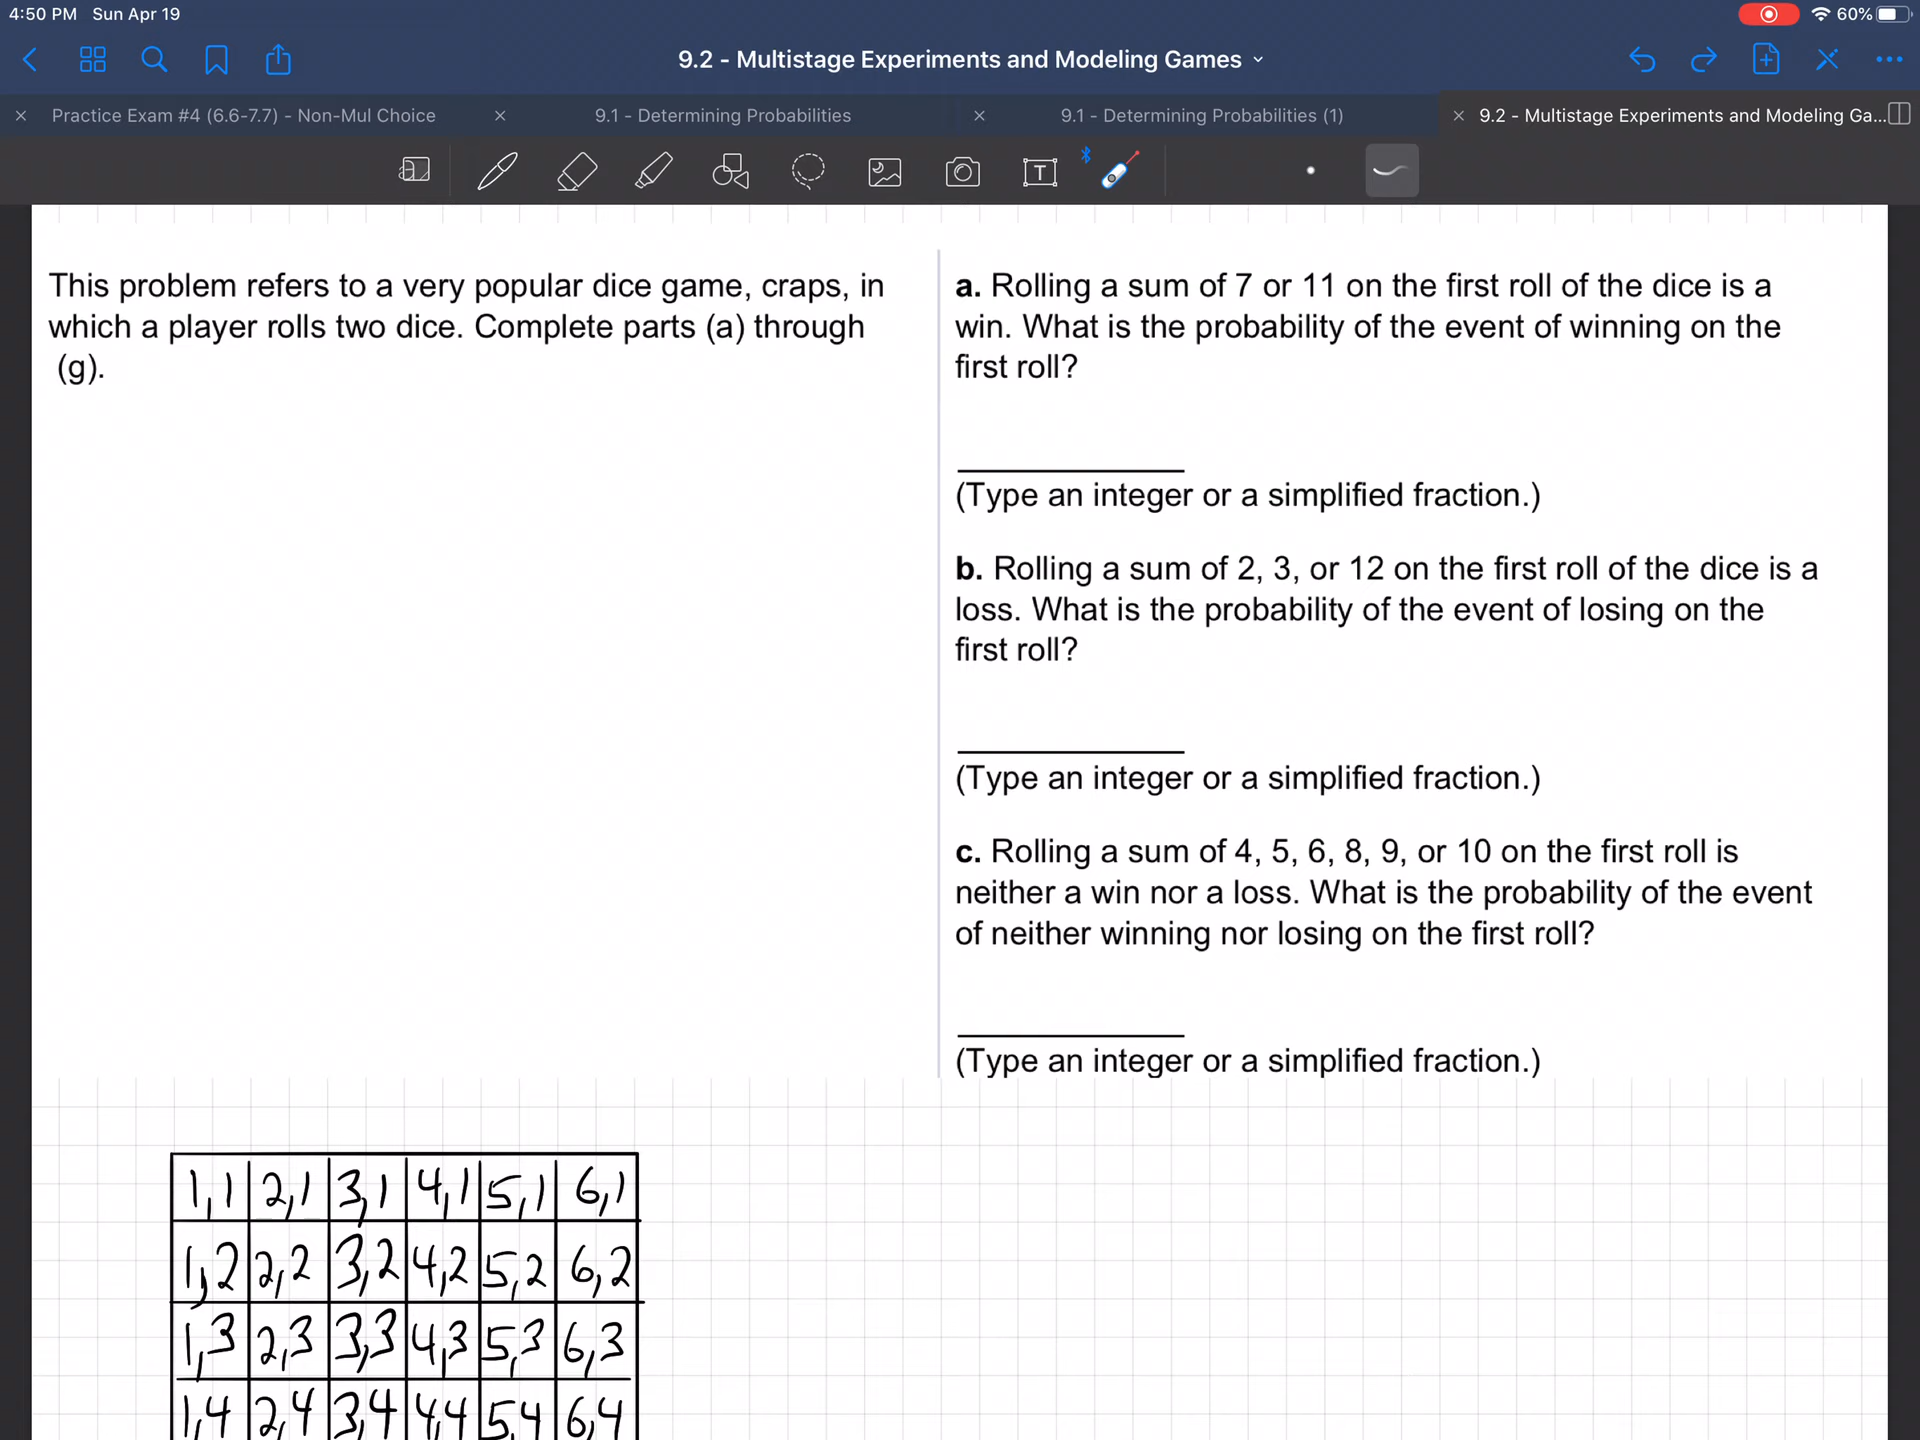 4:50 PM Sun Apr 19
60%
9.2 - Multistage Experiments and Modeling Games
Practice Exam #4 (6.6-7.7) - Non-Mul Choice
9.1 - Determining Probabilities
9.1 - Determining Probabilities (1)
9.2 - Multistage Experiments and Modeling Ga...
T
This problem refers to a very popular dice game, craps, in
which a player rolls two dice. Complete parts (a) through
(g).
a. Rolling a sum of 7 or 11 on the first roll of the dice is a
win. What is the probability of the event of winning on the
first roll?
(Type an integer or a simplified fraction.)
b. Rolling a sum of 2, 3, or 12 on the first roll of the dice is a
loss. What is the probability of the event of losing on the
first roll?
(Type an integer or a simplified fraction.)
c. Rolling a sum of 4, 5, 6, 8, 9, or 10 on the first roll is
neither a win nor a loss. What is the probability of the event
of neither winning nor losing on the first roll?
(Type an integer or a simplified fraction.)
1,1 2,1 3,1 4,1 5,1 6,1
1,2 2,2 3,2 4,2 5,2 6,2
1,3 2,3 3,3 4,3 5,3 6,3
1,4 2,4 3,4 4,4 5,4 6,4